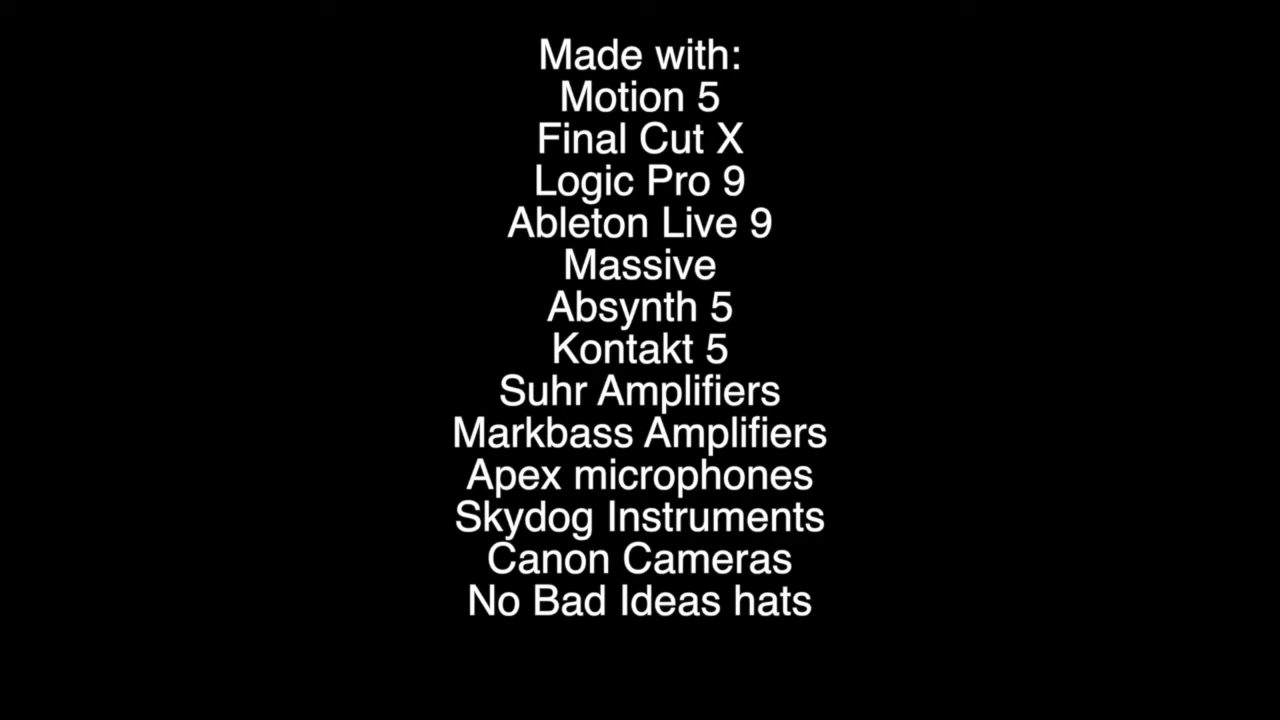 Made with:
Motion 5
Final Cut X
Logic Pro 9
Ableton Live 9
Massive
Absynth 5
Kontakt 5
Suhr Amplifiers
Markbass Amplifiers
Apex microphones
Skydog Instruments
Canon Cameras
No Bad Ideas hats